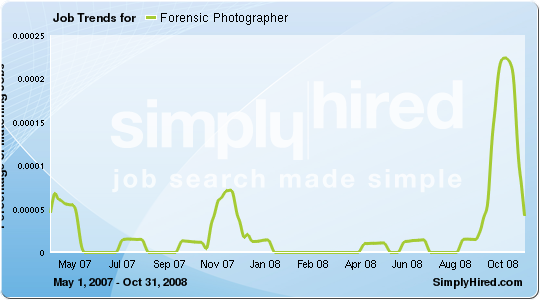 Job Trends for Forensic Photographer
0.00025
0.0002
0.00015
0.0001
0.00005
0
simply hired
job search made simple
May 07 Jul 07 Sep 07 Nov 07 Jan 08 Feb 08 Apr 08 Jun 08 Aug 08 Oct 08
May 1, 2007 - Oct 31, 2008 SimplyHired.com